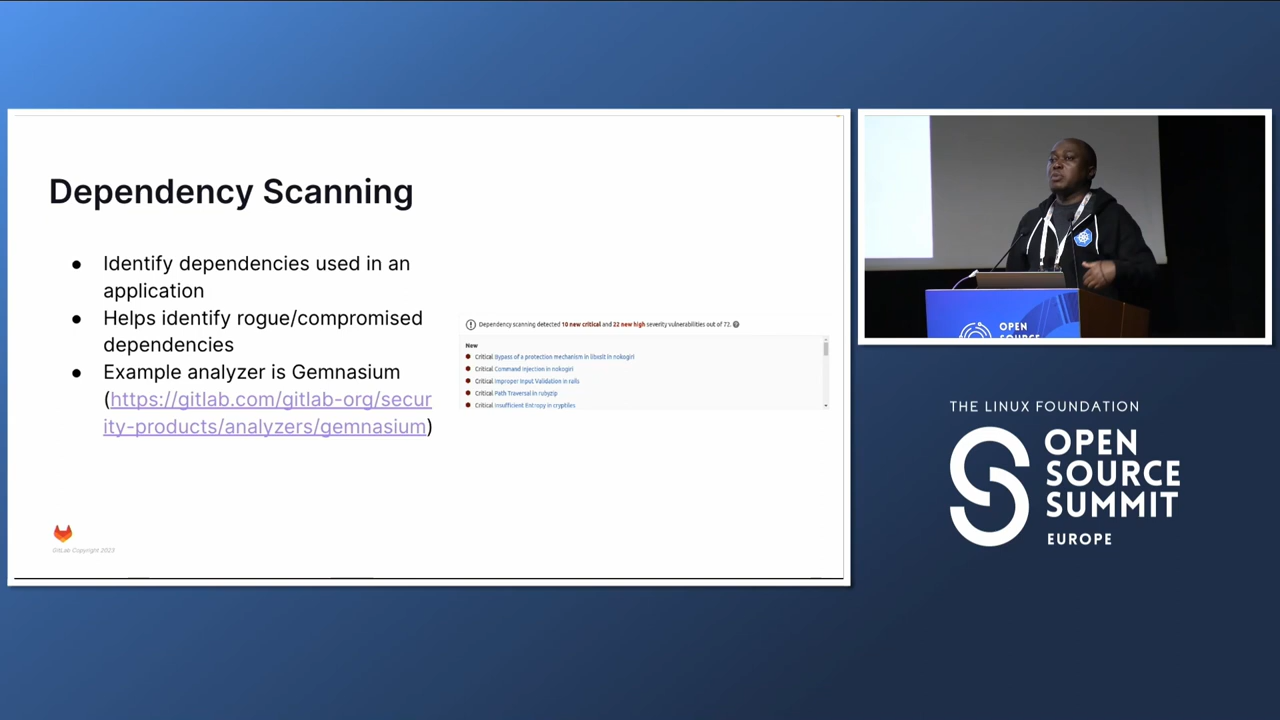 Dependency Scanning
● Identify dependencies used in an
application
● Helps identify rogue/compromised
dependencies
● Example analyzer is Gemnasium
(https://gitlab.com/gitlab-org/secur
ity-products/analyzers/gemnasium)
Dependency scanning detected 10 new critical and 22 new high severity vulnerabilities out of 72.
New
Critical Bypass of a protection mechanism in libxslt in nokogiri
Critical Command Injection in nokogiri
Critical Improper Input Validation in rails
Critical Path Traversal in rubyzip
Critical Insufficient Entropy in cryptiles
GitLab Copyright 2023
OPEN
SOURCE
THE LINUX FOUNDATION
OPEN
SOURCE
SUMMIT
EUROPE